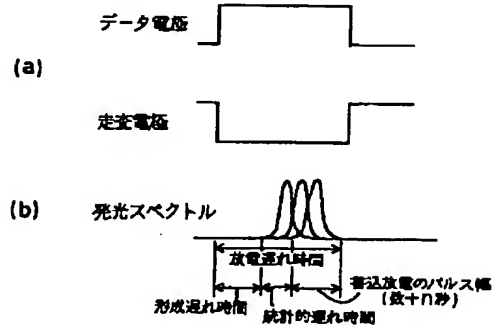 データ電極
(a)
走査電極
(b)
発光スペクトル
放電遅れ時間
書込放電のパルス幅
(数十n秒)
形成遅れ時間
統計的遅れ時間